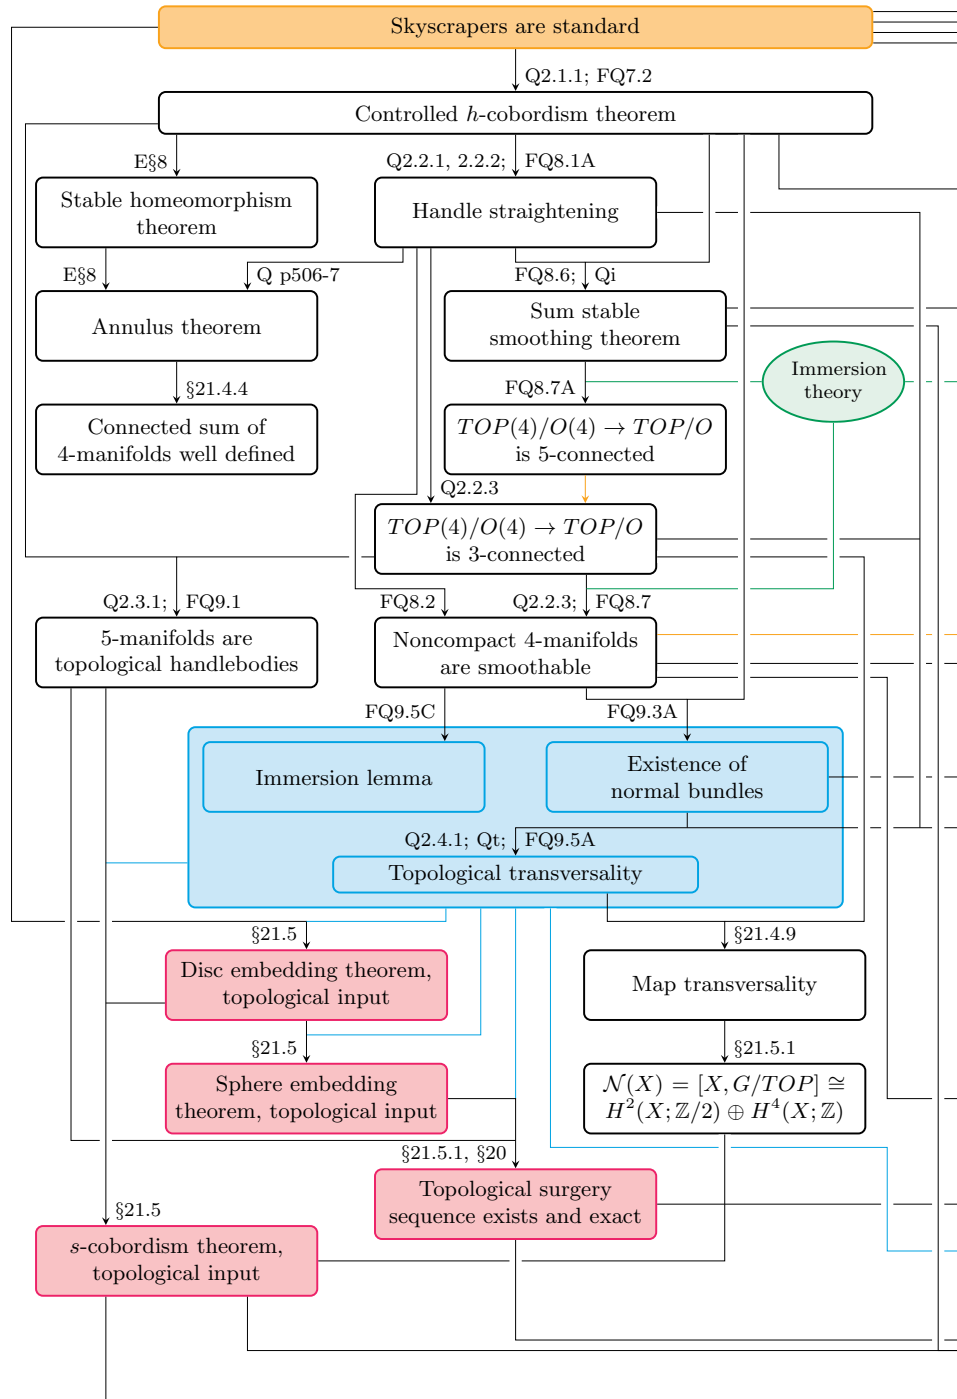 Skyscrapers are standard
Q2.1.1; FQ7.2
Controlled h-cobordism theorem
E§8
Q2.2.1, 2.2.2; FQ8.1A
Stable homeomorphism
theorem
Handle straightening
E§8
Q p506-7
FQ8.6; Qi
Annulus theorem
Sum stable
smoothing theorem
Immersion
theory
§21.4.4
FQ8.7A
Connected sum of
4-manifolds well defined
TOP(4)/O(4) → TOP/O
is 5-connected
Q2.2.3
TOP(4)/O(4) → TOP/O
is 3-connected
Q2.3.1; FQ9.1
FQ8.2
Q2.2.3; FQ8.7
5-manifolds are
topological handlebodies
Noncompact 4-manifolds
are smoothable
FQ9.5C
FQ9.3A
Immersion lemma
Existence of
normal bundles
Q2.4.1; Qt; FQ9.5A
Topological transversality
§21.5
§21.4.9
Disc embedding theorem,
topological input
Map transversality
§21.5
§21.5.1
Sphere embedding
theorem, topological input
𝒩(X) = [X, G/TOP] ≅
H²(X; ℤ/2) ⊕ H⁴(X; ℤ)
§21.5.1, §20
Topological surgery
sequence exists and exact
§21.5
s-cobordism theorem,
topological input